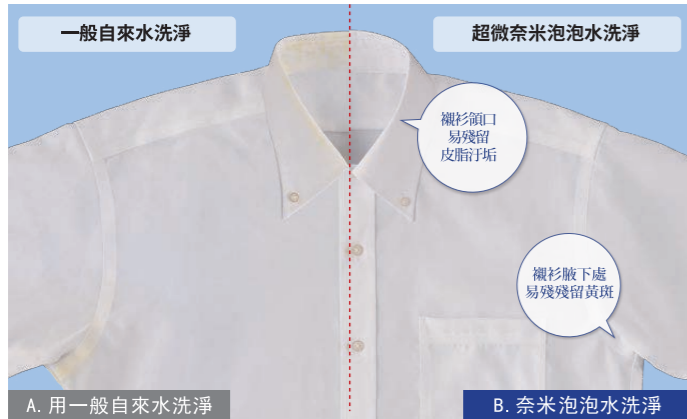 一般自來水洗淨
超微奈米泡泡水洗淨
襯衫領口
易殘留
皮脂汙垢
襯衫腋下處
易殘殘留黃斑
A. 用一般自來水洗淨
B. 奈米泡泡水洗淨